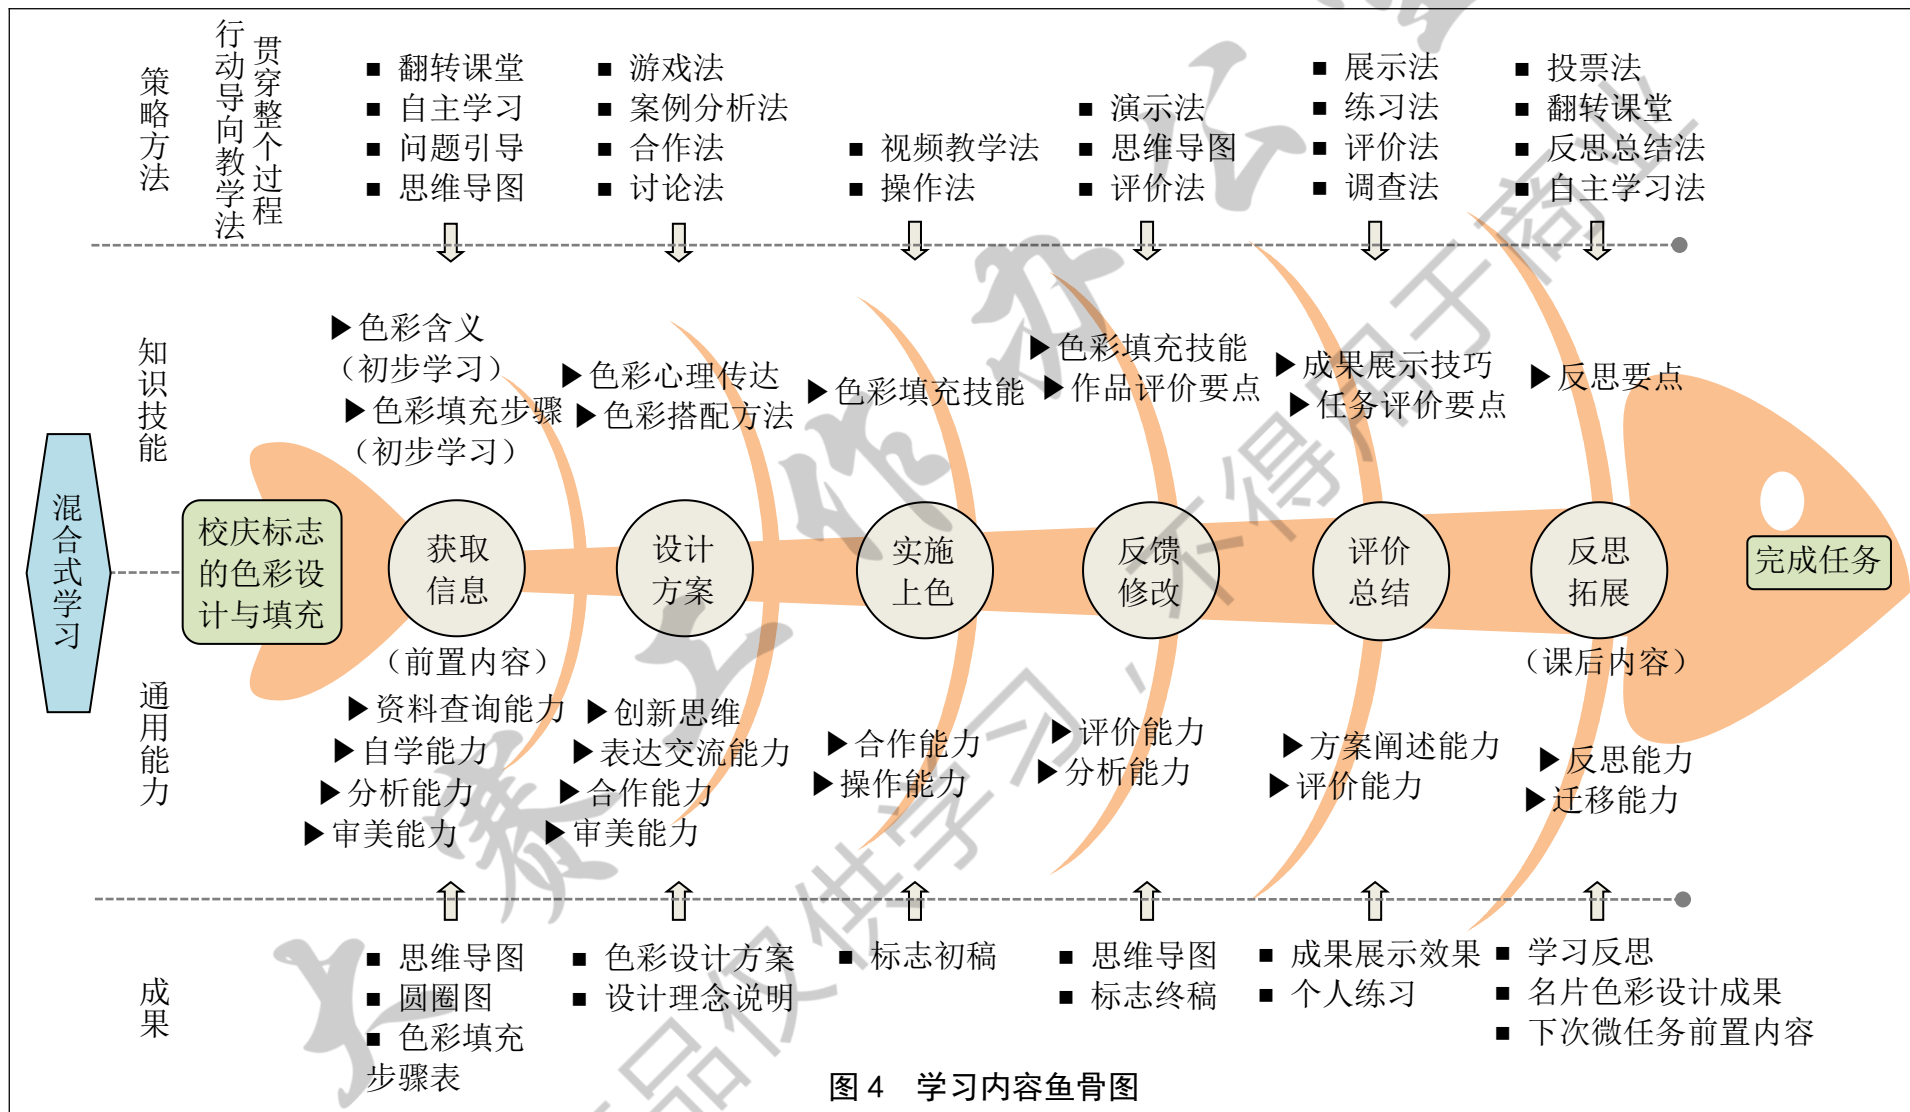 策略方法
行动导向教学法
贯穿整个过程
■ 翻转课堂
■ 自主学习
■ 问题引导
■ 思维导图
■ 游戏法
■ 案例分析法
■ 合作法
■ 讨论法
■ 视频教学法
■ 操作法
■ 演示法
■ 思维导图
■ 评价法
■ 展示法
■ 练习法
■ 评价法
■ 调查法
■ 投票法
■ 翻转课堂
■ 反思总结法
■ 自主学习法
知识技能
▶色彩含义
（初步学习）
▶色彩填充步骤
（初步学习）
▶色彩心理传达
▶色彩搭配方法
▶色彩填充技能
▶色彩填充技能
▶作品评价要点
▶成果展示技巧
▶任务评价要点
▶反思要点
混合式学习
校庆标志
的色彩设
计与填充
获取
信息
（前置内容）
设计
方案
实施
上色
反馈
修改
评价
总结
反思
拓展
（课后内容）
完成任务
通用能力
▶资料查询能力
▶自学能力
▶分析能力
▶审美能力
▶创新思维
▶表达交流能力
▶合作能力
▶审美能力
▶合作能力
▶操作能力
▶评价能力
▶分析能力
▶方案阐述能力
▶评价能力
▶反思能力
▶迁移能力
成果
■ 思维导图
■ 圆圈图
■ 色彩填充
步骤表
■ 色彩设计方案
■ 设计理念说明
■ 标志初稿
■ 思维导图
■ 标志终稿
■ 成果展示效果
■ 个人练习
■ 学习反思
■ 名片色彩设计成果
■ 下次微任务前置内容
图 4 学习内容鱼骨图